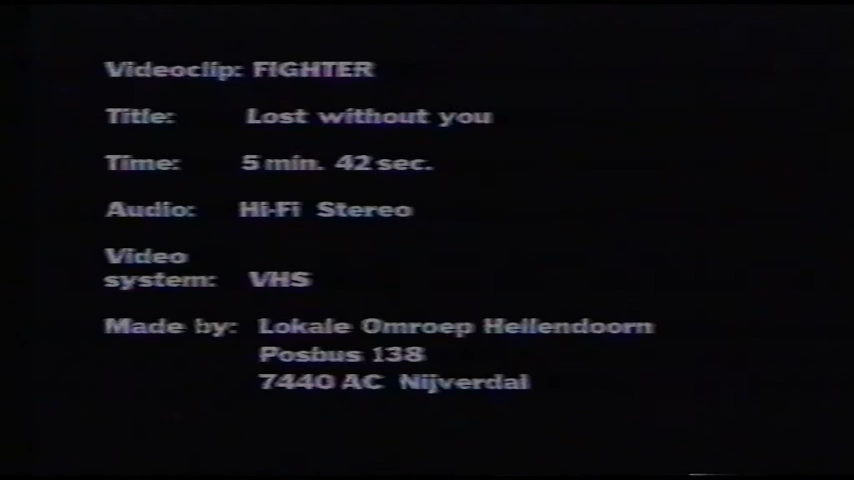 Videoclip: FIGHTER
Title: Lost without you
Time: 5 min. 42 sec.
Audio: Hi-Fi Stereo
Video
system: VHS
Made by: Lokale Omroep Hellendoorn
Posbus 138
7440 AC Nijverdal